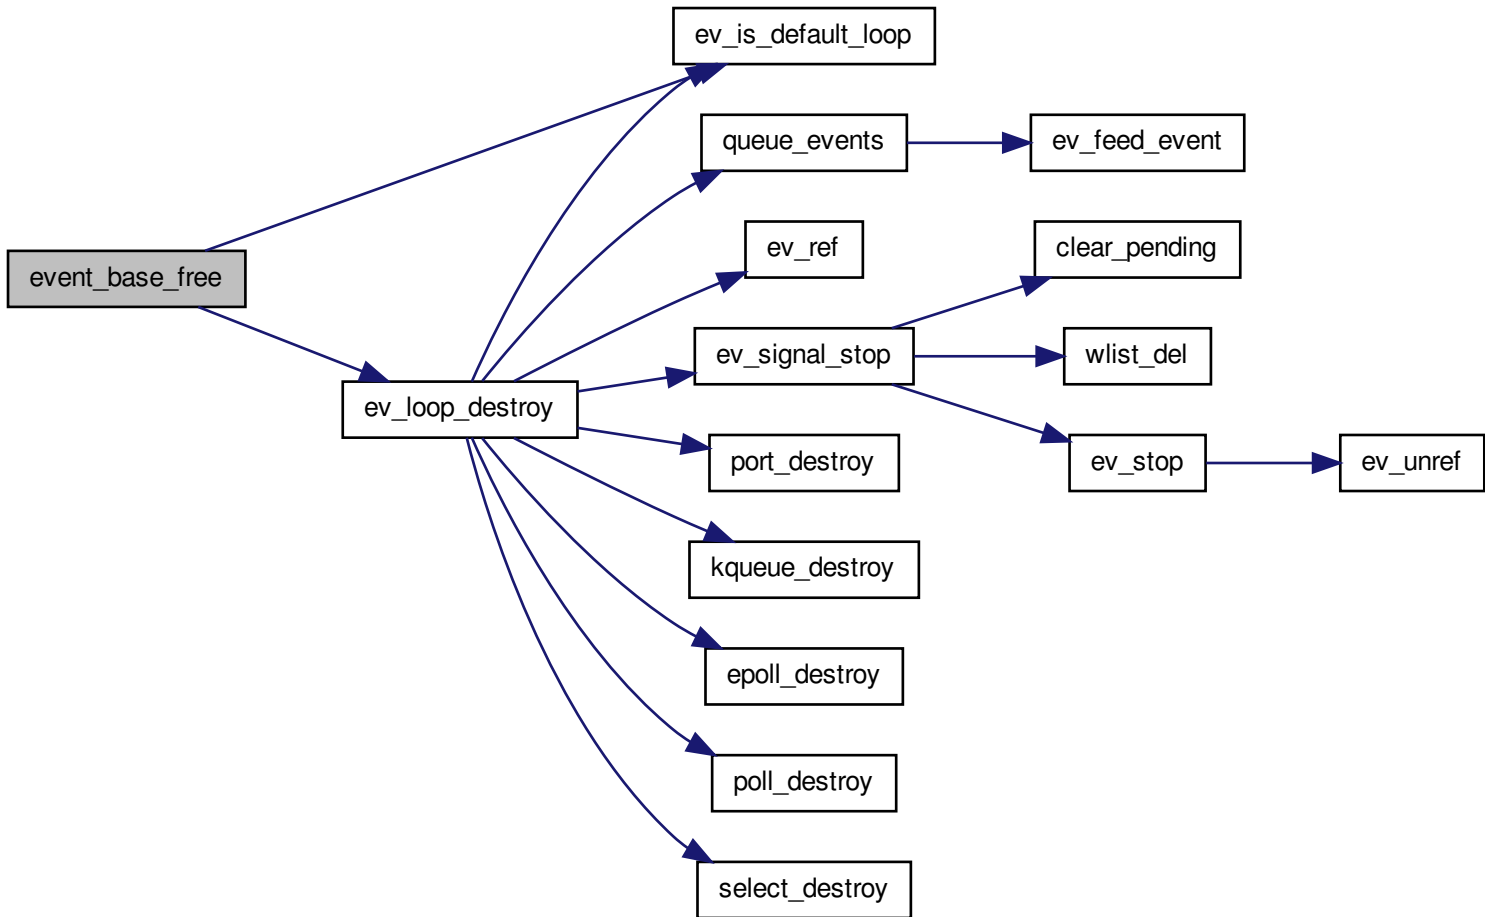 ev_is_default_loop
queue_events
ev_feed_event
ev_ref
clear_pending
event_base_free
ev_signal_stop
wlist_del
ev_loop_destroy
port_destroy
ev_stop
ev_unref
kqueue_destroy
epoll_destroy
poll_destroy
select_destroy